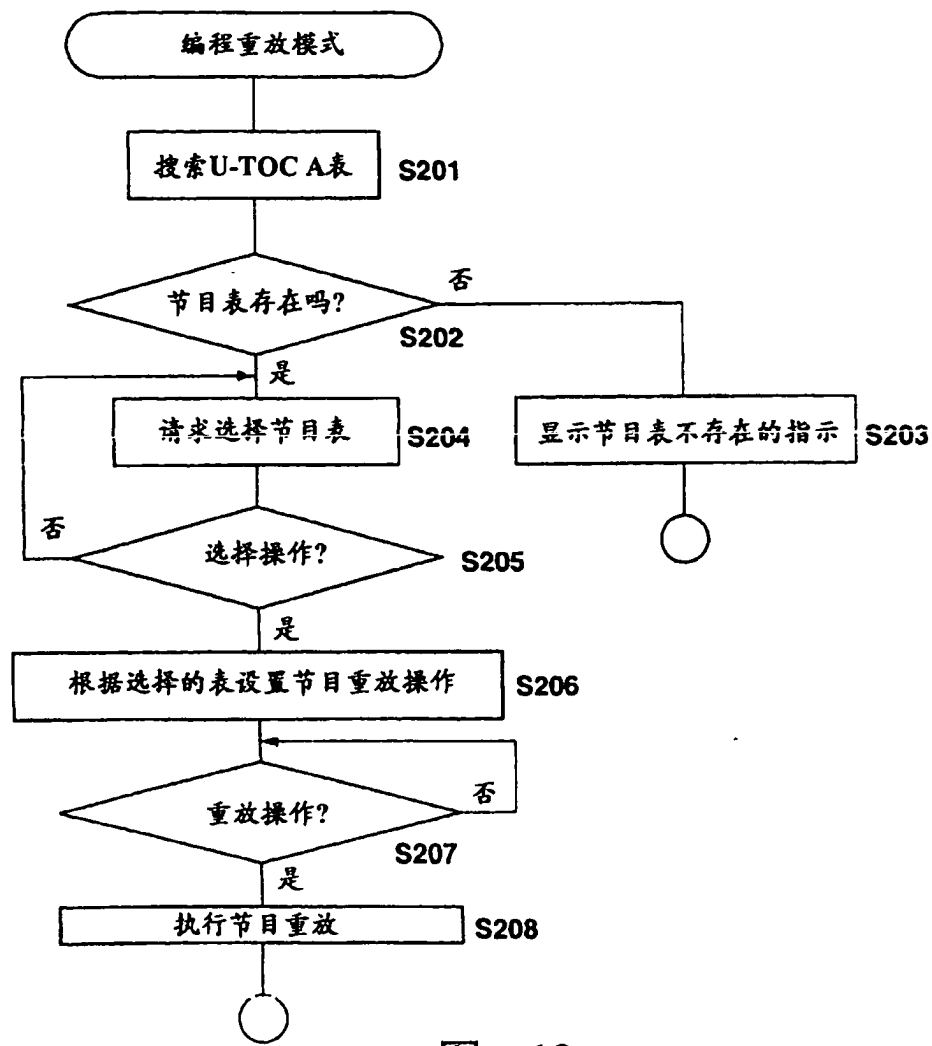 编程重放模式
搜索U-TOC A表 S201
否
节目表存在吗?
S202
是
请求选择节目表 S204
显示节目表不存在的指示 S203
否
选择操作? S205
是
根据选择的表设置节目重放操作 S206
否
重放操作?
S207
是
执行节目重放 S208